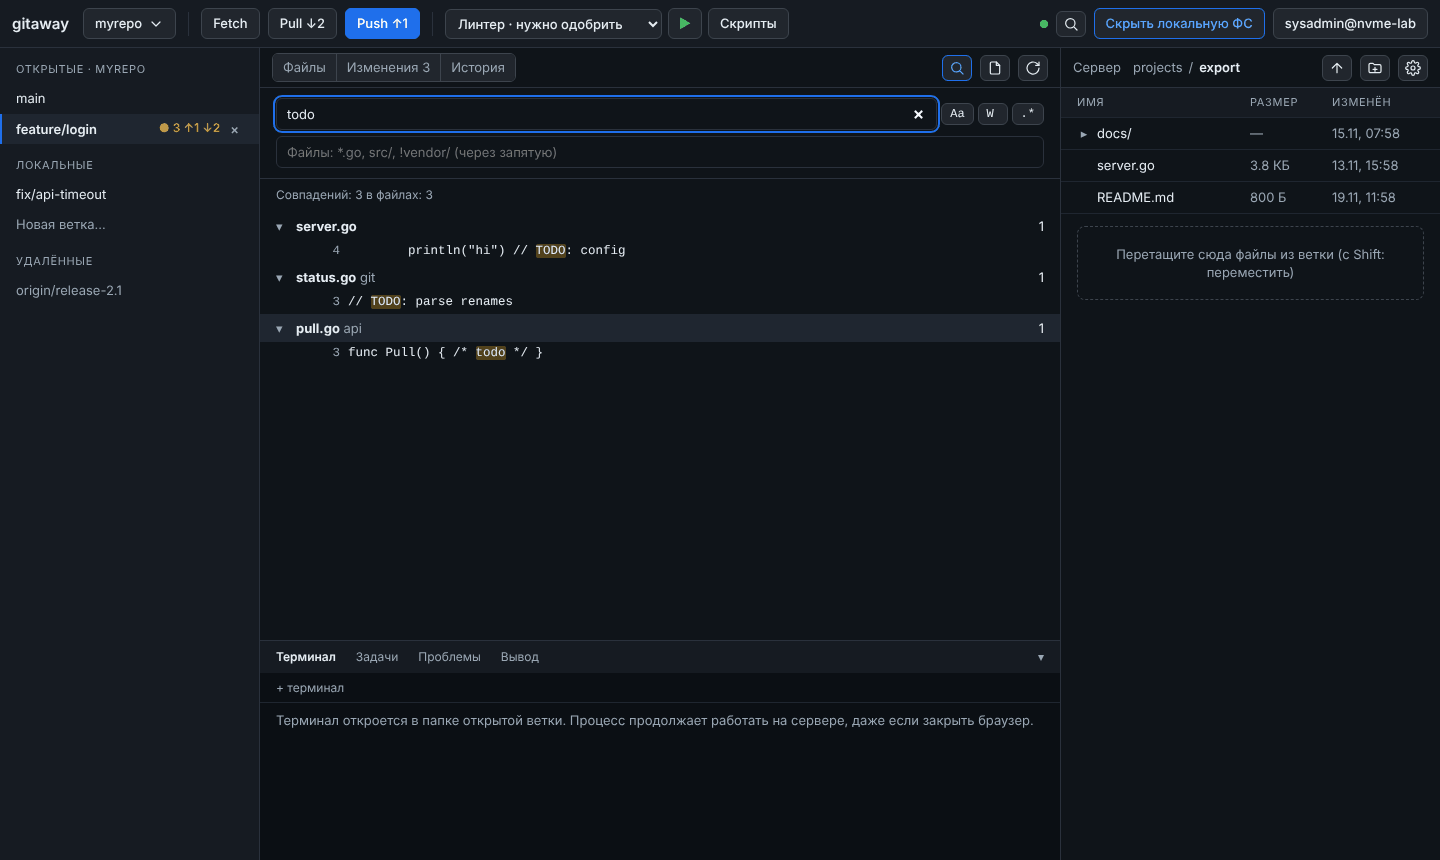 gitaway
myrepo
Fetch
Pull ↓2
Push ↑1
Линтер · нужно одобрить
Скрипты
Скрыть локальную ФС
sysadmin@nvme-lab
ОТКРЫТЫЕ · MYREPO
main
feature/login
3 ↑1 ↓2 ×
ЛОКАЛЬНЫЕ
fix/api-timeout
Новая ветка...
УДАЛЁННЫЕ
origin/release-2.1
Файлы
Изменения 3
История
todo
Aa
W
.*
Файлы: *.go, src/, !vendor/ (через запятую)
Совпадений: 3 в файлах: 3
server.go 1
4 println("hi") // TODO: config
status.go git 1
3 // TODO: parse renames
pull.go api 1
3 func Pull() { /* todo */ }
Терминал
Задачи
Проблемы
Вывод
+ терминал
Терминал откроется в папке открытой ветки. Процесс продолжает работать на сервере, даже если закрыть браузер.
Сервер projects / export
ИМЯ РАЗМЕР ИЗМЕНЁН
docs/ — 15.11, 07:58
server.go 3.8 КБ 13.11, 15:58
README.md 800 Б 19.11, 11:58
Перетащите сюда файлы из ветки (с Shift:
переместить)